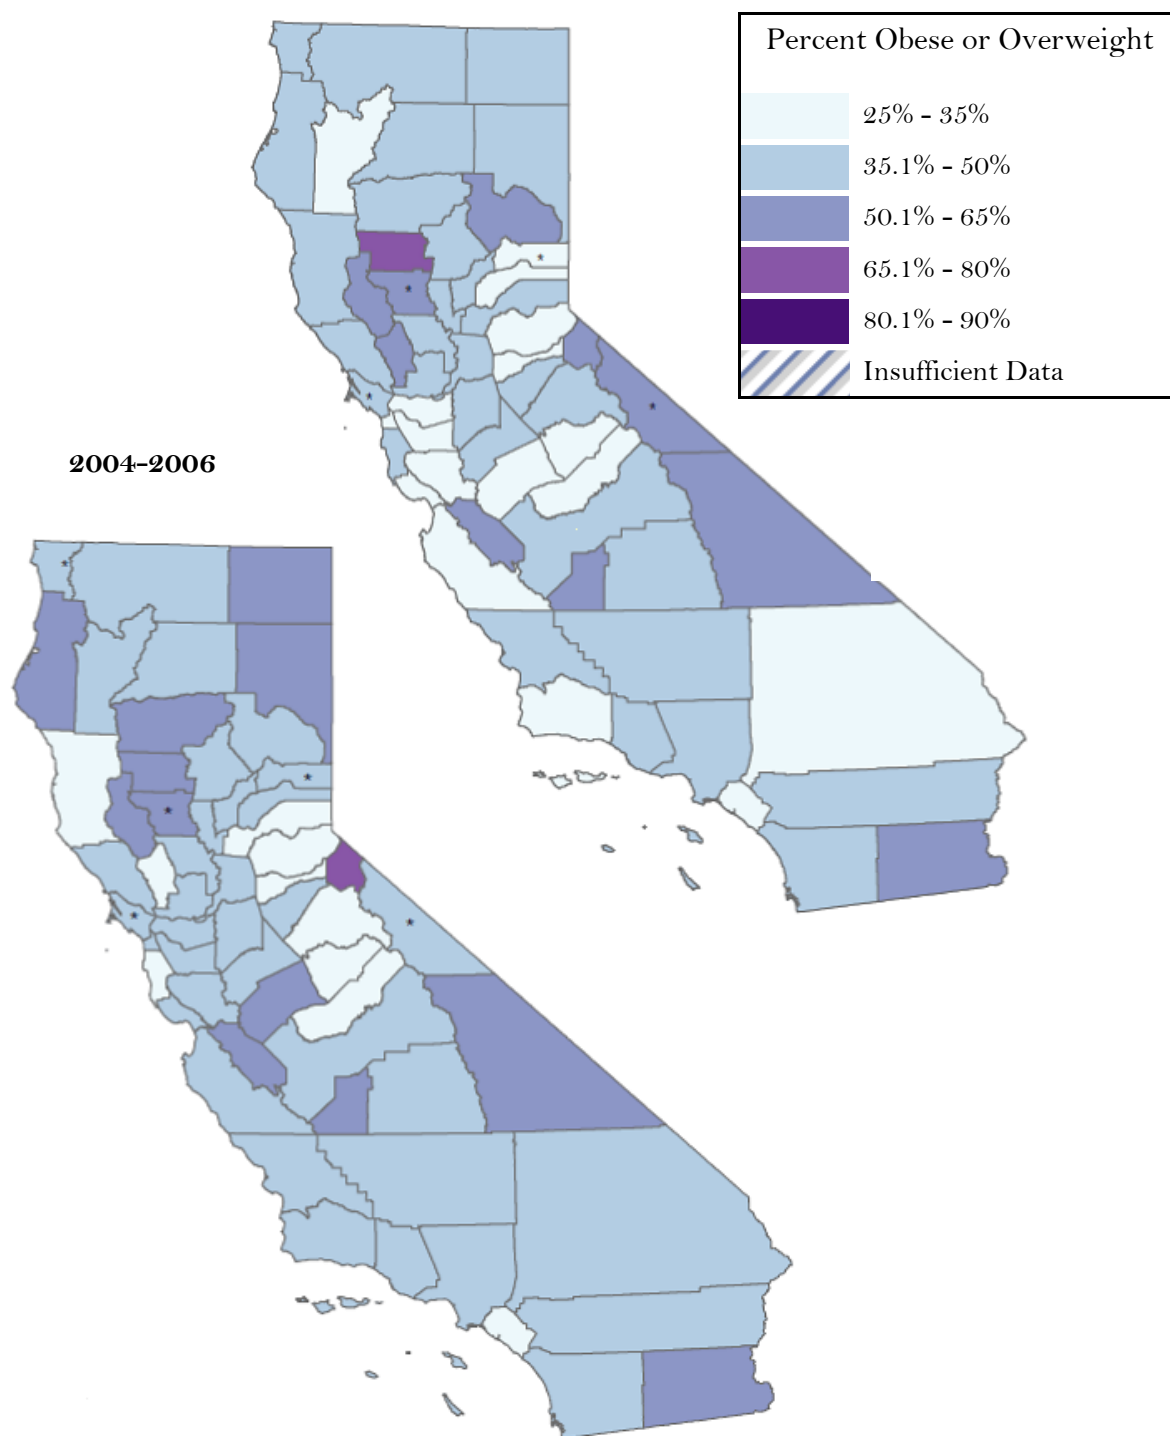 Percent Obese or Overweight
25% - 35%
35.1% - 50%
50.1% - 65%
65.1% - 80%
80.1% - 90%
Insufficient Data
*
*
*
*
2004-2006
*
*
*
*
*